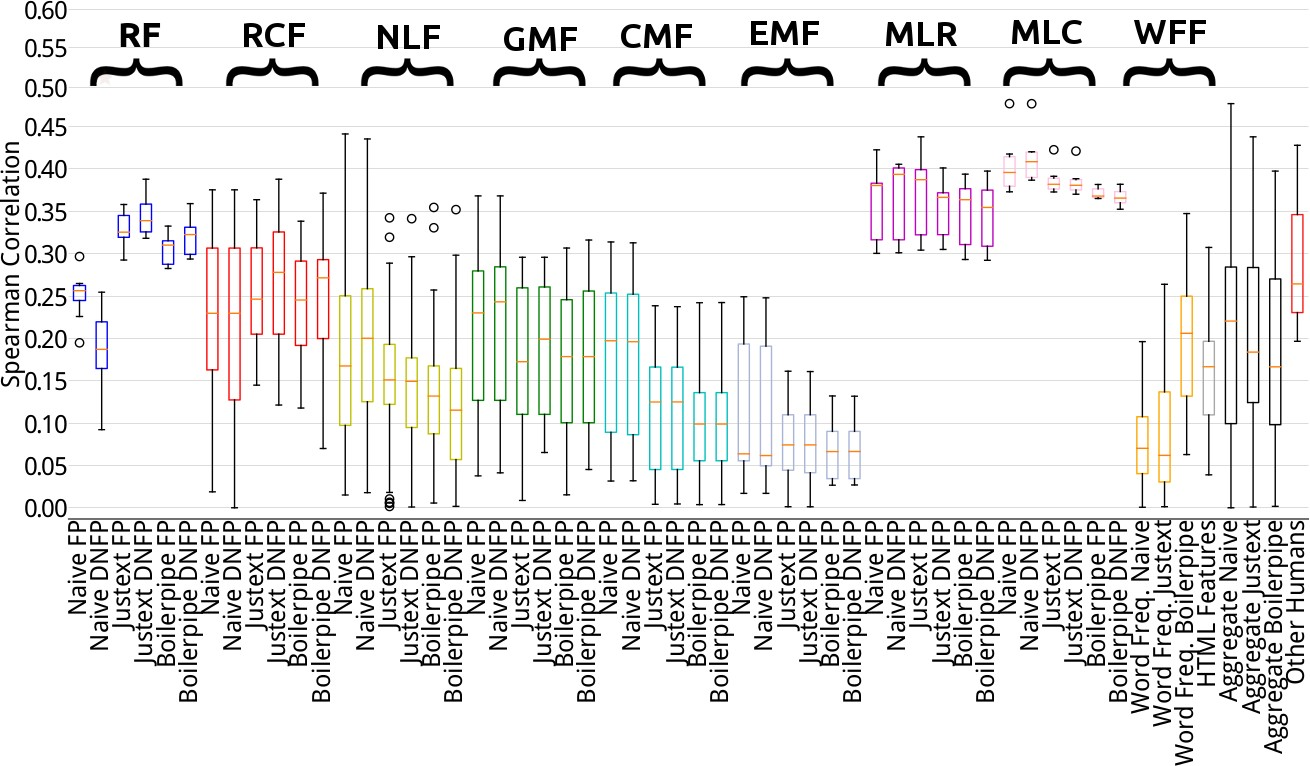 0.60
0.55
0.50
0.45
0.40
0.35
0.30
0.25
0.20
0.15
0.10
0.05
0.00
Spearman Correlation
RF
RCF
NLF
GMF
CMF
EMF
MLR
MLC
WFF
Naive FP
Naive DNFP
Justext FP
Justext DNFP
Boilerpipe FP
Boilerpipe DNFP
Naive FP
Naive DNFP
Justext FP
Justext DNFP
Boilerpipe FP
Boilerpipe DNFP
Naive FP
Naive DNFP
Justext FP
Justext DNFP
Boilerpipe FP
Boilerpipe DNFP
Naive FP
Naive DNFP
Justext FP
Justext DNFP
Boilerpipe FP
Boilerpipe DNFP
Naive FP
Naive DNFP
Justext FP
Justext DNFP
Boilerpipe FP
Boilerpipe DNFP
Naive FP
Naive DNFP
Justext FP
Justext DNFP
Boilerpipe FP
Boilerpipe DNFP
Naive FP
Naive DNFP
Justext FP
Justext DNFP
Boilerpipe FP
Boilerpipe DNFP
Naive FP
Naive DNFP
Justext FP
Justext DNFP
Boilerpipe FP
Boilerpipe DNFP
Word Freq. Naive
Word Freq. Justext
Word Freq. Boilerpipe
HTML Features
Aggregate Naive
Aggregate Justext
Aggregate Boilerpipe
Other Humans